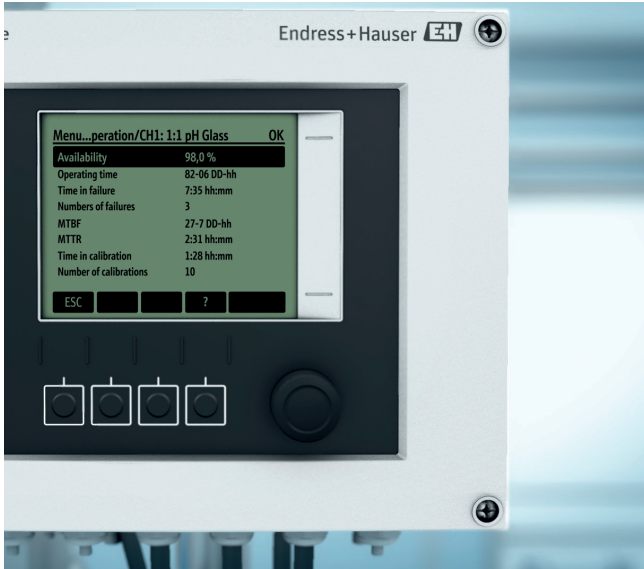 e
Endress+Hauser EH
Menu...peration/CH1: 1:1 pH Glass OK
Availability 98,0 %
Operating time 82-06 DD-hh
Time in failure 7:35 hh:mm
Numbers of failures 3
MTBF 27-7 DD-hh
MTTR 2:31 hh:mm
Time in calibration 1:28 hh:mm
Number of calibrations 10
ESC ?